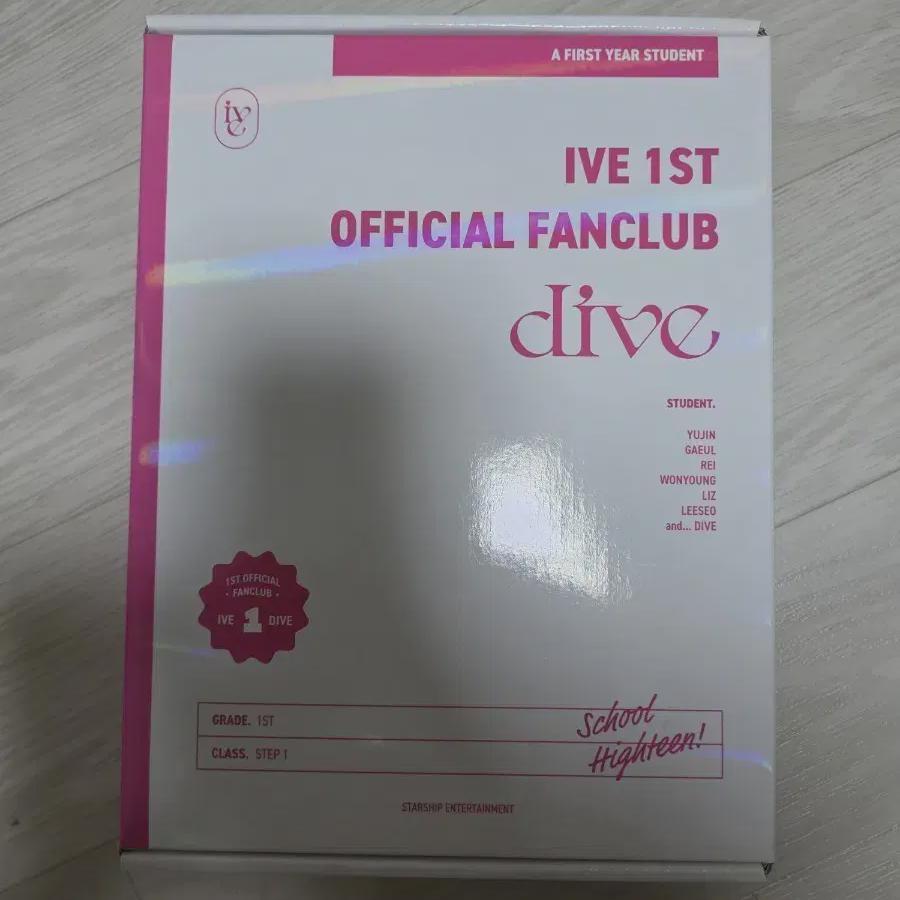 A FIRST YEAR STUDENT
ive
IVE 1ST
OFFICIAL FANCLUB
dive
STUDENT.
YUJIN
GAEUL
REI
WONYOUNG
LIZ
LEESEO
and... DIVE
1ST OFFICIAL
• FANCLUB •
IVE 1 DIVE
GRADE. 1ST
CLASS. STEP 1
School
Highteen!
STARSHIP ENTERTAINMENT